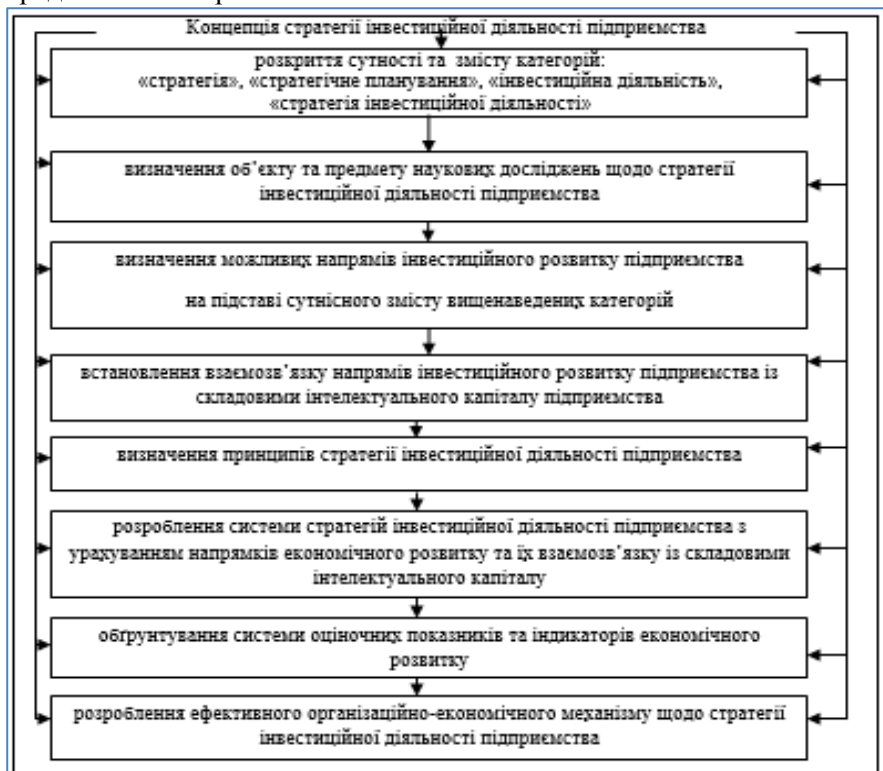 Концепція стратегії інвестиційної діяльності підприємства
розкриття сутності та змісту категорій:
«стратегія», «стратегічне планування», «інвестиційна діяльність»,
«стратегія інвестиційної діяльності»
визначення об’єкту та предмету наукових досліджень щодо стратегії
інвестиційної діяльності підприємства
визначення можливих напрямів інвестиційного розвитку підприємства
на підставі сутнісного змісту вищенаведених категорій
встановлення взаємозв’язку напрямів інвестиційного розвитку підприємства із
складовими інтелектуального капіталу підприємства
визначення принципів стратегії інвестиційної діяльності підприємства
розроблення системи стратегій інвестиційної діяльності підприємства з
урахуванням напрямків економічного розвитку та їх взаємозв’язку із складовими
інтелектуального капіталу
обґрунтування системи оціночних показників та індикаторів економічного
розвитку
розроблення ефективного організаційно-економічного механізму щодо стратегії
інвестиційної діяльності підприємства